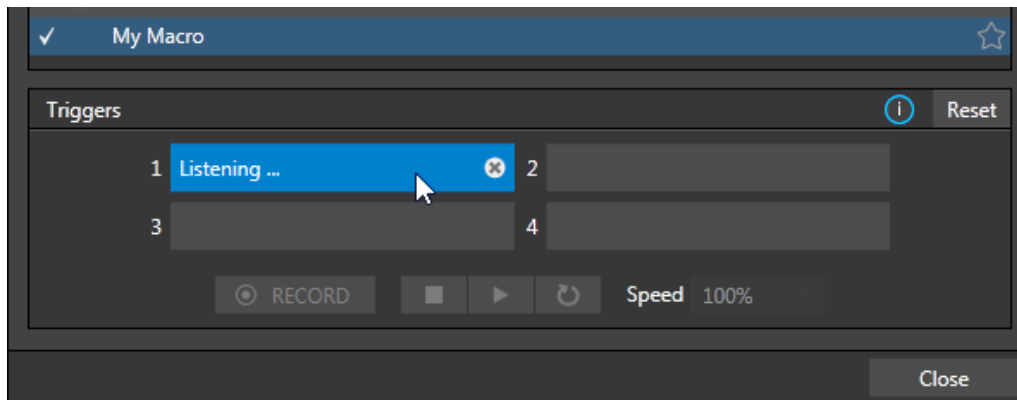 My Macro
Triggers
i
Reset
1
Listening ...
2
3
4
RECORD
Speed
100%
Close